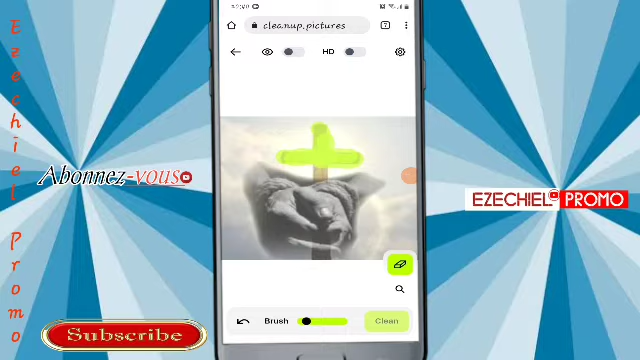 Ezechiel Promo
cleanup.pictures
HD
Abonnez-vous
EZECHIEL PROMO
Brush
Clean
Subscribe